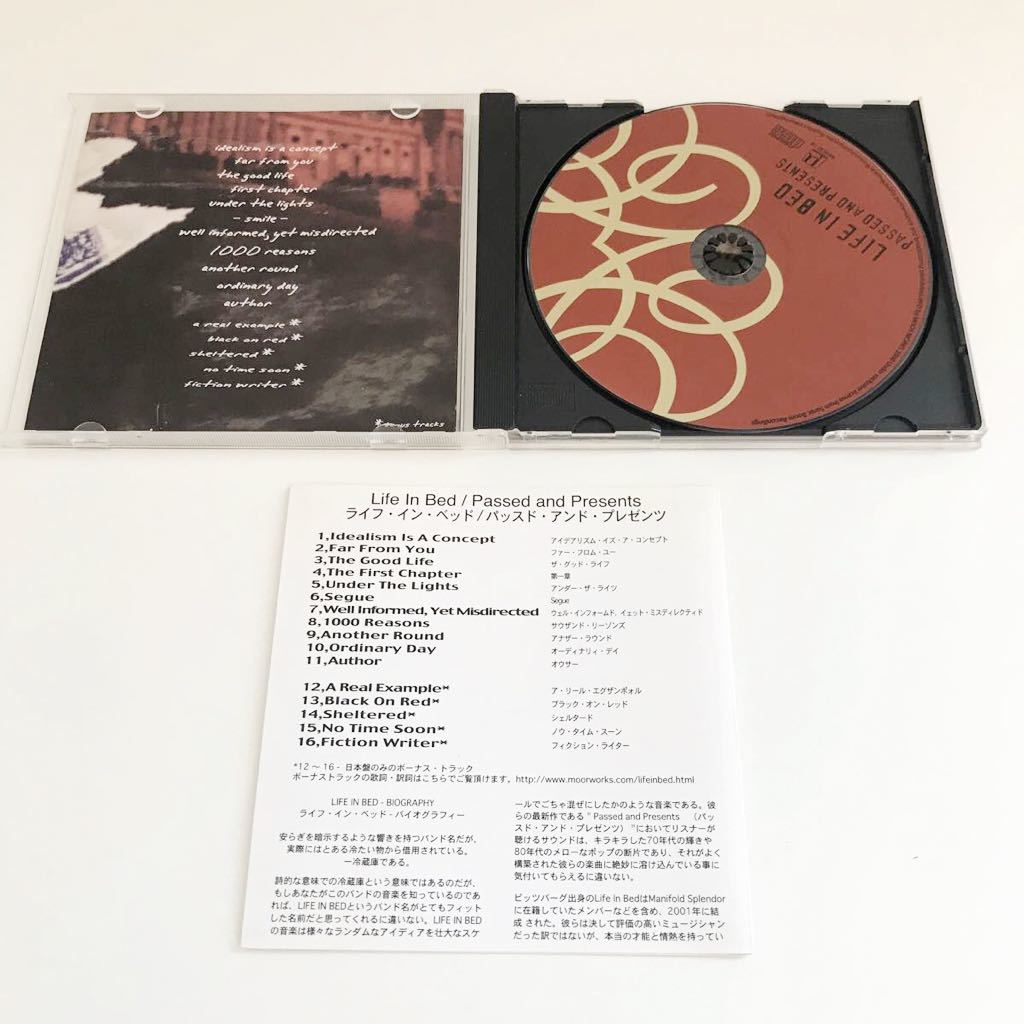 idealism is a concept
far from you
the good life
first chapter
under the lights
- smile -
well informed, yet misdirected
1000 reasons
another round
ordinary day
author
a real example*
black on red*
sheltered*
no time soon*
fiction writer*
*bonus tracks
LIFE IN BED
PASSED AND PRESENTS
Life In Bed / Passed and Presents
ライフ・イン・ベッド / パッスド・アンド・プレゼンツ
1,Idealism Is A Concept アイデアリズム・イズ・ア・コンセプト
2,Far From You ファー・フロム・ユー
3,The Good Life ザ・グッド・ライフ
4,The First Chapter 第一章
5,Under The Lights アンダー・ザ・ライツ
6,Segue Segue
7,Well Informed, Yet Misdirected ウェル・インフォームド, イェット・ミスディレクティド
8,1000 Reasons サウザンド・リーゾンズ
9,Another Round アナザー・ラウンド
10,Ordinary Day オーディナリィ・デイ
11,Author オウサー
12,A Real Example* ア・リール・エグザンポォル
13,Black On Red* ブラック・オン・レッド
14,Sheltered* シェルタード
15,No Time Soon* ノウ・タイム・スーン
16,Fiction Writer* フィクション・ライター
*12 ～ 16 - 日本盤のみのボーナス・トラック
ボーナストラックの歌詞・訳詞はこちらでご覧頂けます。http://www.moorworks.com/lifeinbed.html
LIFE IN BED - BIOGRAPHY
ライフ・イン・ベッド - バイオグラフィー
安らぎを暗示するような響きを持つバンド名だが、
実際にはとある冷たい物から借用されている。
ー冷蔵庫である。
詩的な意味での冷蔵庫という意味ではあるのだが、
もしあなたがこのバンドの音楽を知っているのであ
れば、LIFE IN BEDというバンド名がとてもフィット
した名前だと思ってくれるに違いない。LIFE IN BED
の音楽は様々なランダムなアイディアを壮大なスケ
ールでごちゃ混ぜにしたかのような音楽である。彼
らの最新作である " Passed and Presents （パッ
スド・アンド・プレゼンツ） "においてリスナーが
聴けるサウンドは、キラキラした70年代の輝きや
80年代のメローなポップの断片であり、それがよく
構築された彼らの楽曲に絶妙に溶け込んでいる事に
気付いてもらえるに違いない。
ピッツバーグ出身のLife In BedはManifold Splendor
に在籍していたメンバーなどを含め、2001年に結
成 された。彼らは決して評価の高いミュージシャン
だった訳ではないが、本当の才能と情熱を持ってい